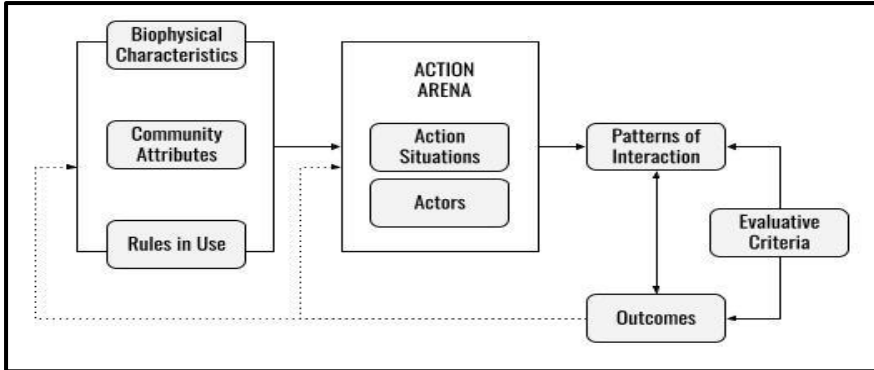 Biophysical
Characteristics
Community
Attributes
Rules in Use
ACTION
ARENA
Action
Situations
Actors
Patterns of
Interaction
Evaluative
Criteria
Outcomes